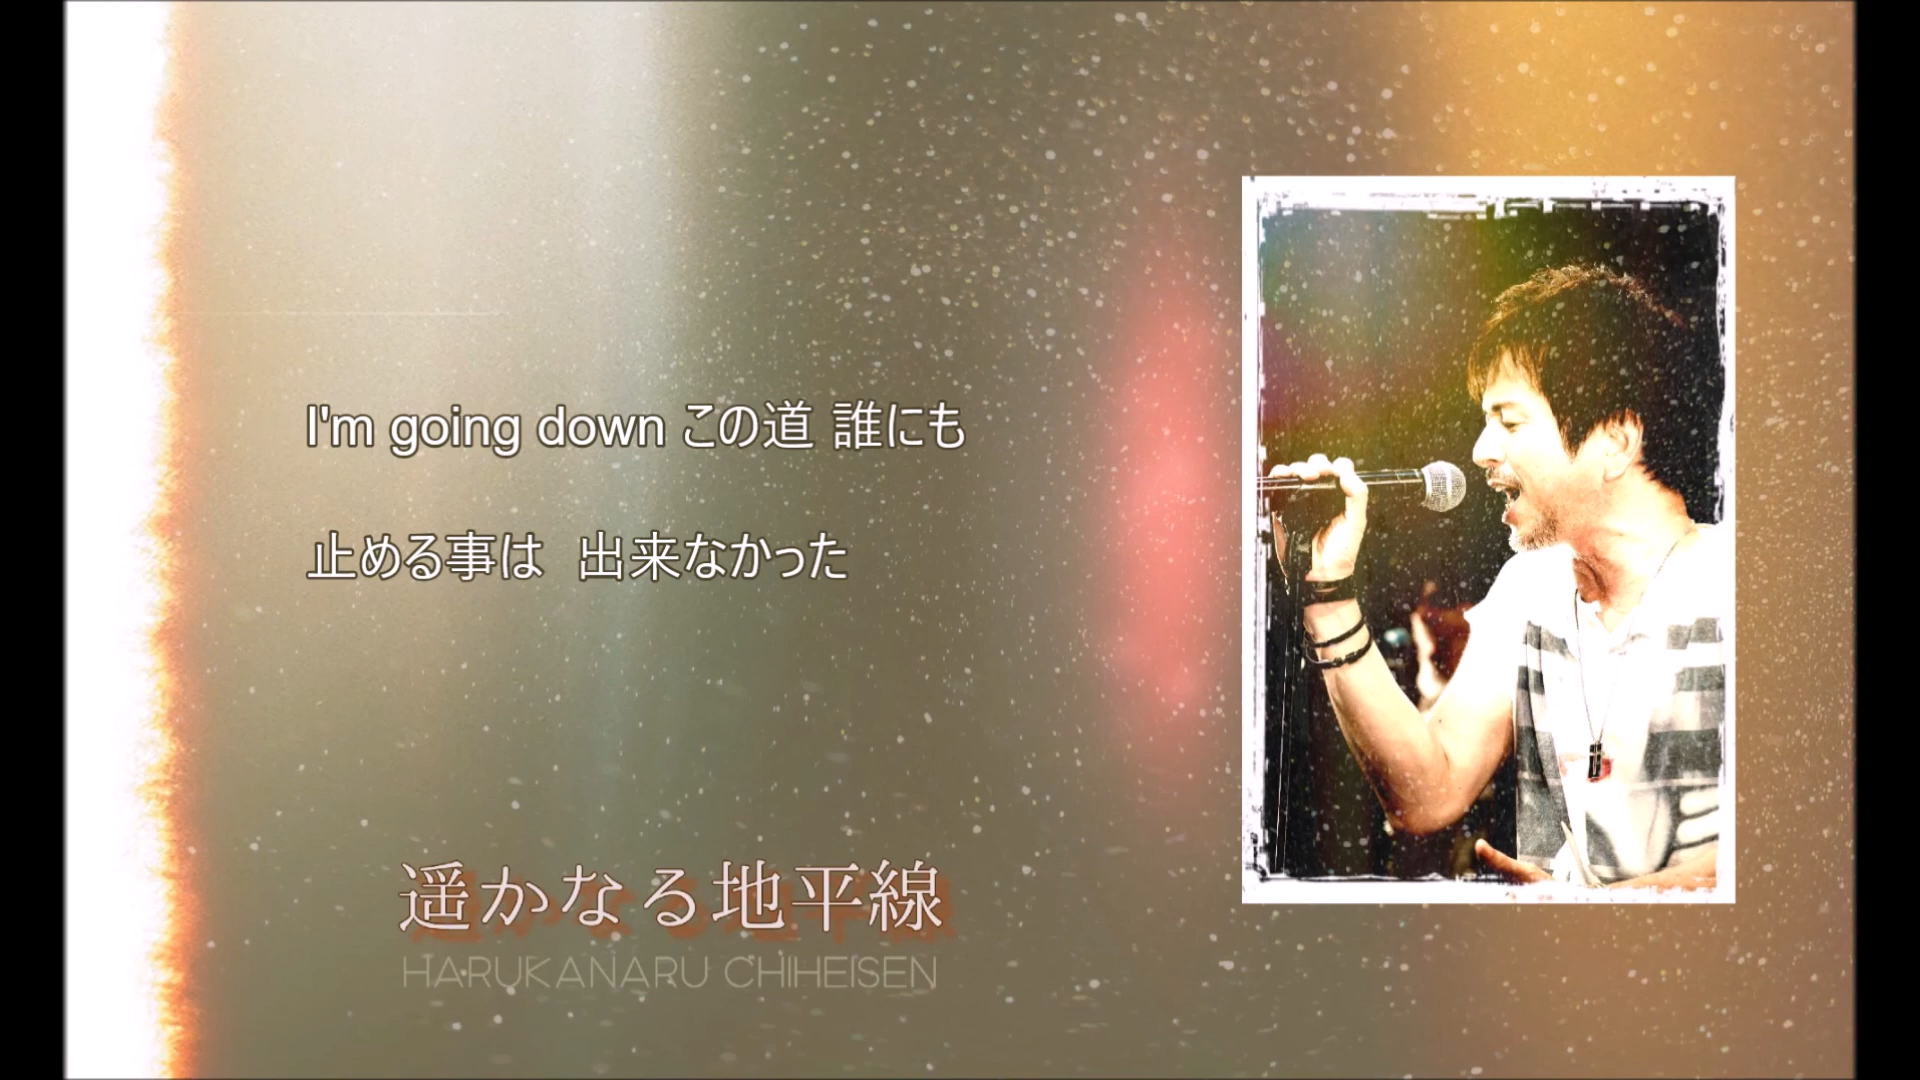 I'm going down この道 誰にも
止める事は 出来なかった
遥かなる地平線
HARUKANARU CHIHEISEN